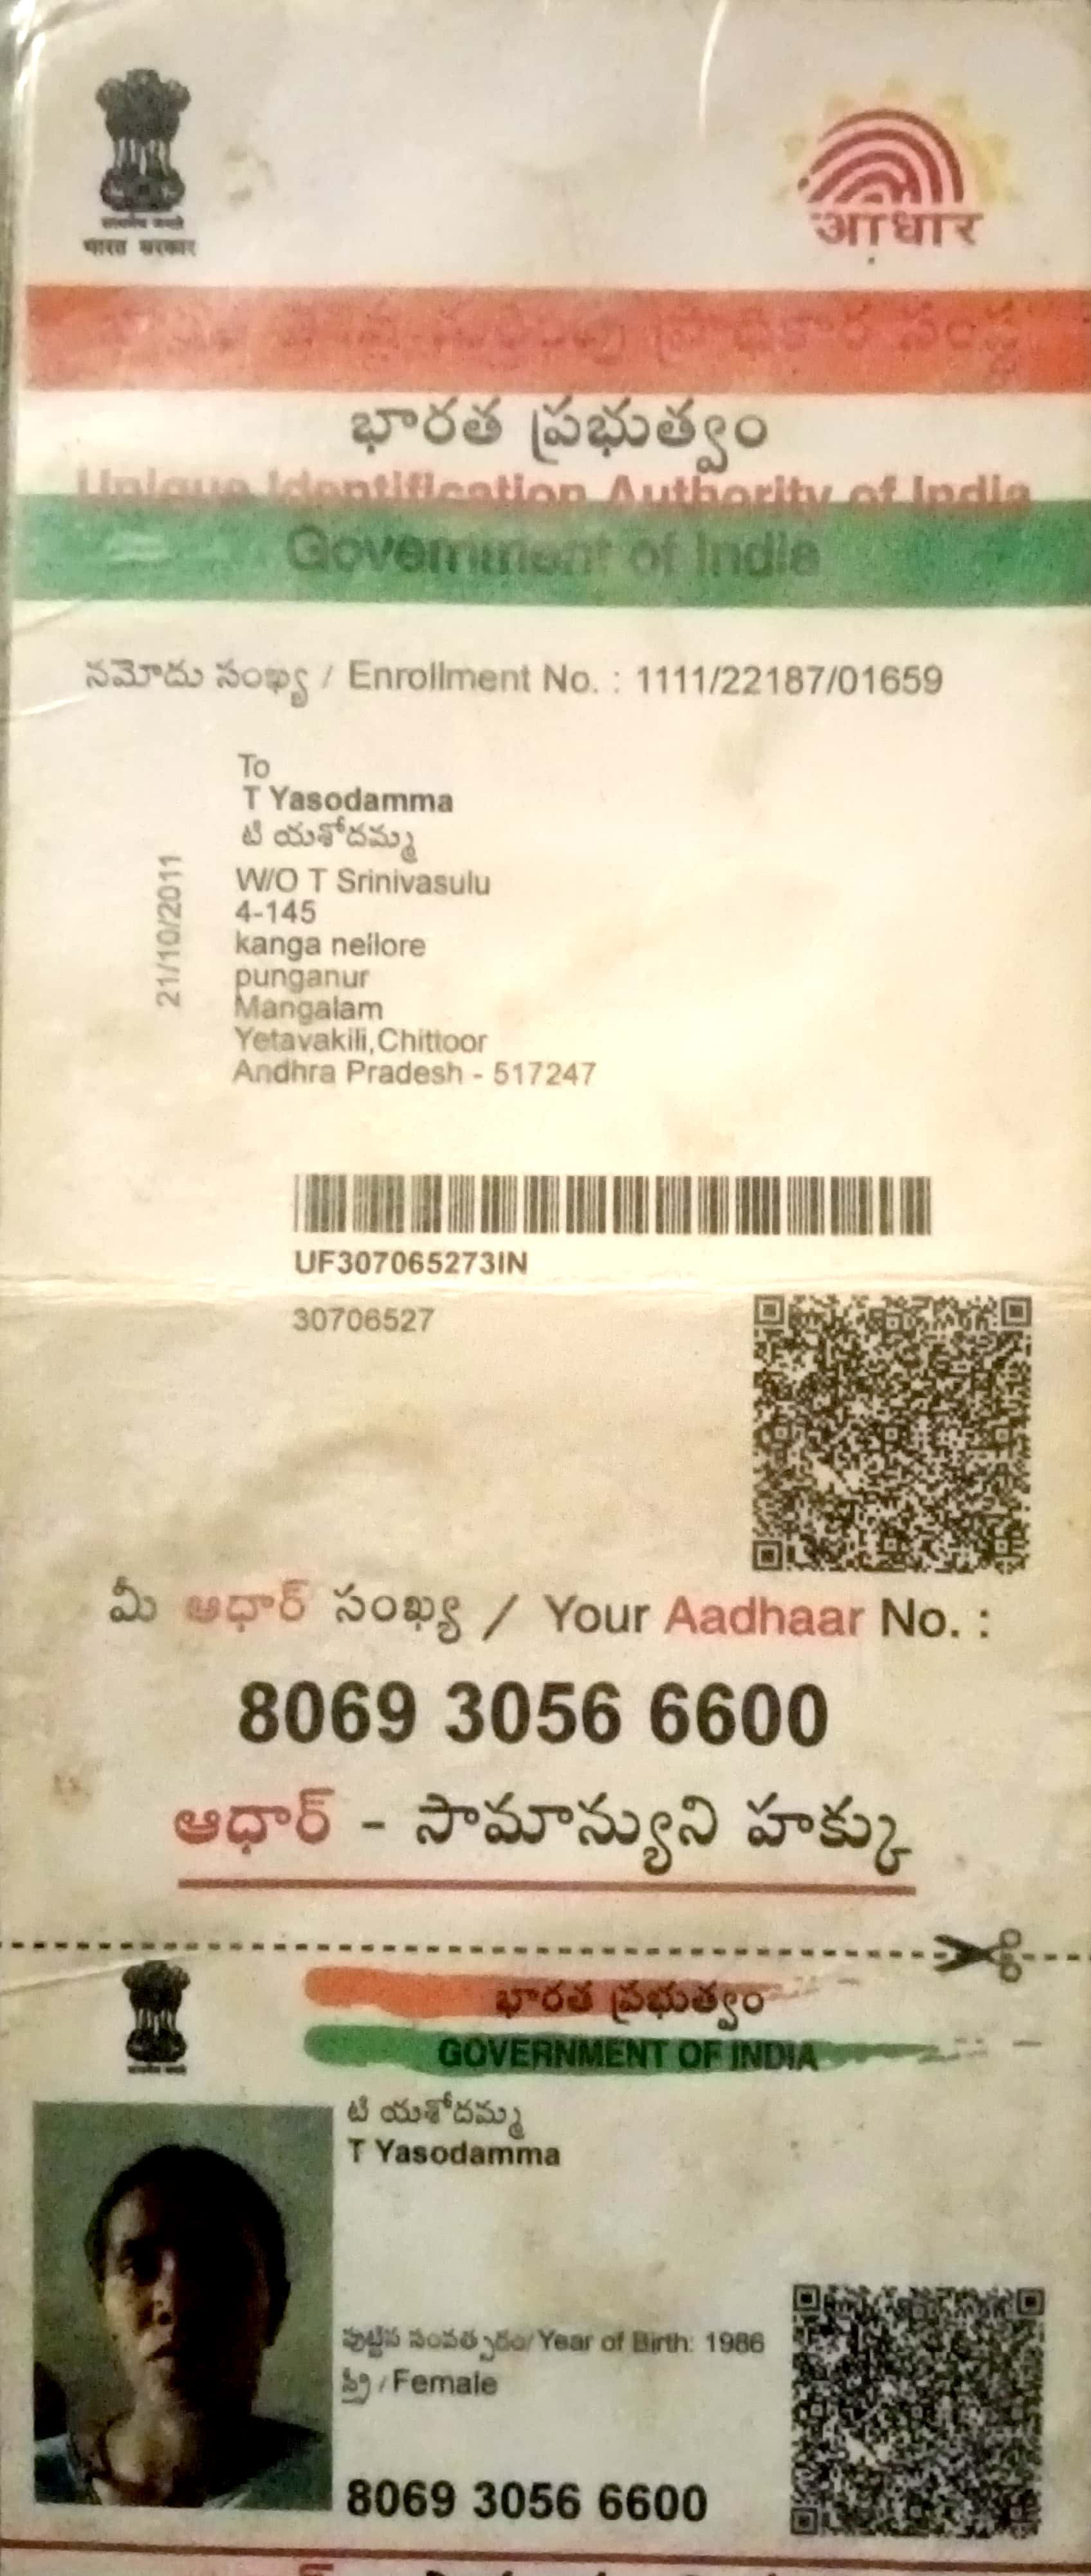 भारत सरकार
आधार
భారత ప్రభుత్వం
Unique Identification Authority of India
Government of India
నమోదు సంఖ్య / Enrollment No. : 1111/22187/01659
To
T Yasodamma
టి యశోదమ్మ
W/O T Srinivasulu
4-145
kanga nellore
punganur
Mangalam
Yetavakili,Chittoor
Andhra Pradesh - 517247
21/10/2011
UF307065273IN
30706527
మీ ఆధార్ సంఖ్య / Your Aadhaar No. :
8069 3056 6600
ఆధార్ - సామాన్యుని హక్కు
భారత ప్రభుత్వం
GOVERNMENT OF INDIA
టి యశోదమ్మ
T Yasodamma
పుట్టిన సంవత్సరం/ Year of Birth: 1986
స్త్రీ / Female
8069 3056 6600